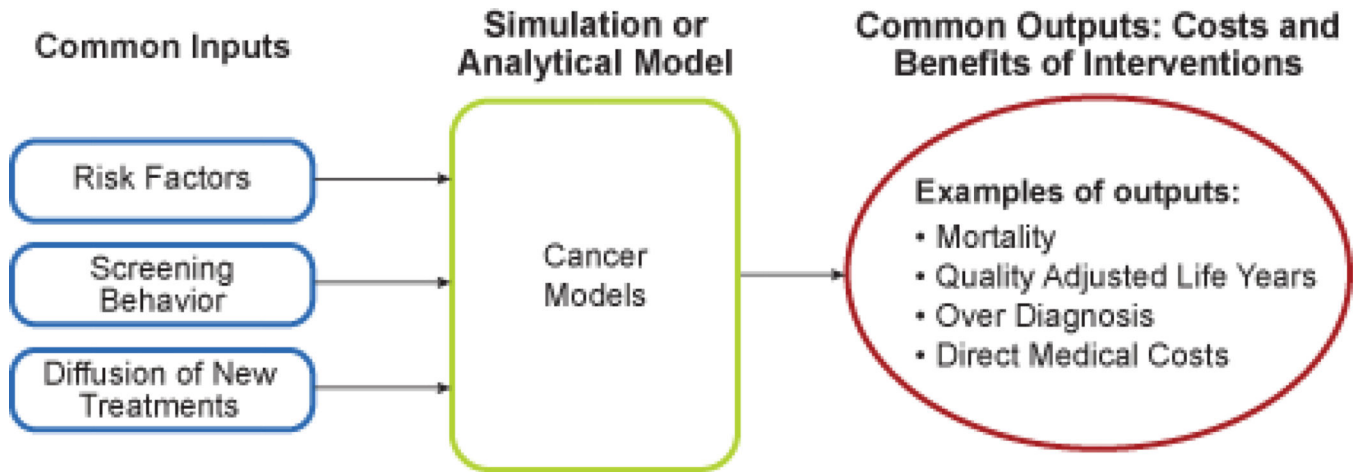 Common Inputs
Simulation or
Analytical Model
Common Outputs: Costs and
Benefits of Interventions
Risk Factors
Screening
Behavior
Diffusion of New
Treatments
Cancer
Models
Examples of outputs:
• Mortality
• Quality Adjusted Life Years
• Over Diagnosis
• Direct Medical Costs